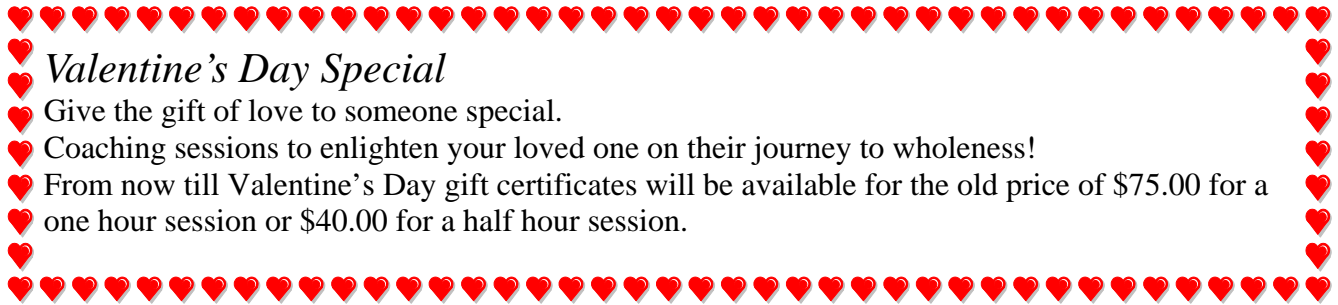 Valentine’s Day Special
Give the gift of love to someone special.
Coaching sessions to enlighten your loved one on their journey to wholeness!
From now till Valentine’s Day gift certificates will be available for the old price of $75.00 for a
one hour session or $40.00 for a half hour session.